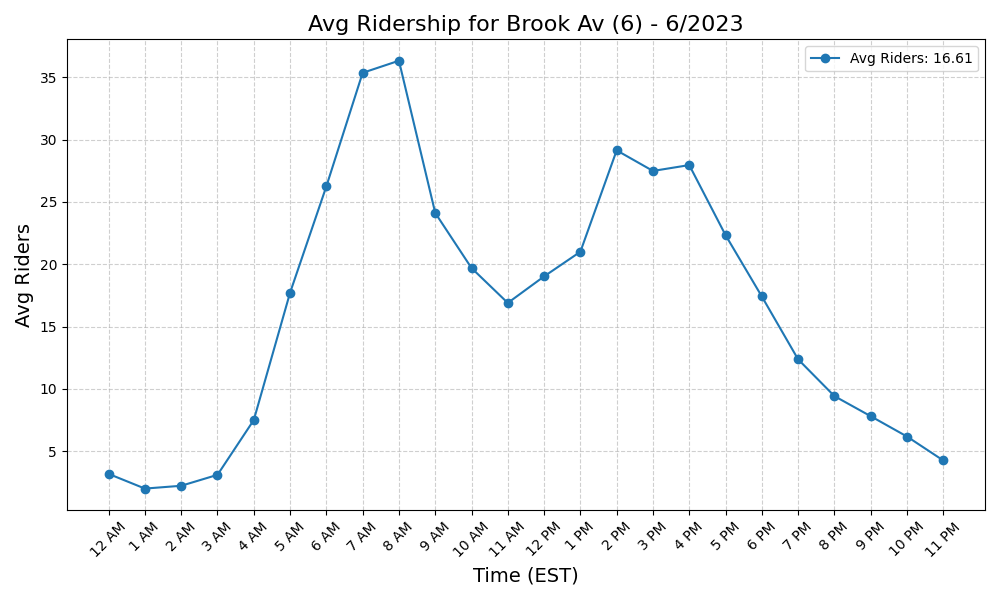 Avg Ridership for Brook Av (6) - 6/2023
Avg Riders: 16.61
Avg Riders
35
30
25
20
15
10
5
12 AM
1 AM
2 AM
3 AM
4 AM
5 AM
6 AM
7 AM
8 AM
9 AM
10 AM
11 AM
12 PM
1 PM
2 PM
3 PM
4 PM
5 PM
6 PM
7 PM
8 PM
9 PM
10 PM
11 PM
Time (EST)